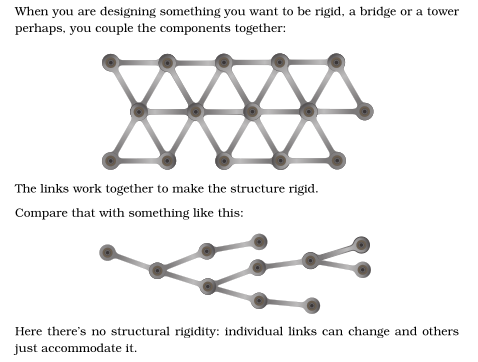 When you are designing something you want to be rigid, a bridge or a tower
perhaps, you couple the components together:
The links work together to make the structure rigid.
Compare that with something like this:
Here there's no structural rigidity: individual links can change and others
just accommodate it.